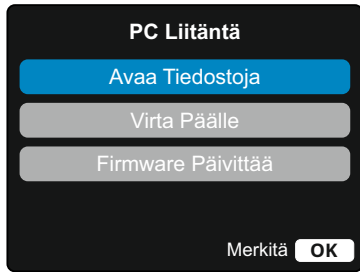 PC Liitäntä
Avaa Tiedostoja
Virta Päälle
Firmware Päivittää
Merkitä OK